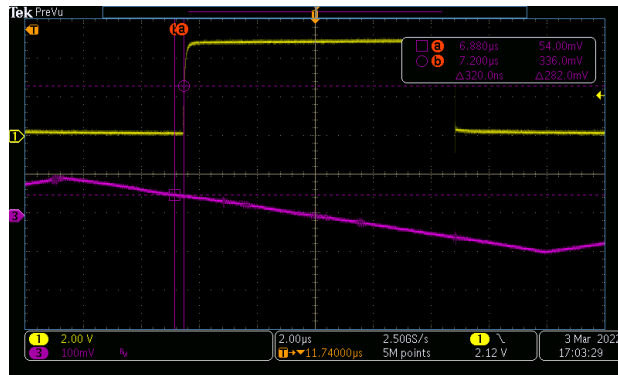 Tek PreVu
T
b a
T
a 6.880µs 54.00mV
b 7.200µs 336.0mV
Δ320.0ns Δ282.0mV
1
3
1 2.00 V
3 100mV
2.00µs 2.50GS/s
T→▼11.74000µs 5M points
1 \
2.12 V
3 Mar 2022
17:03:29